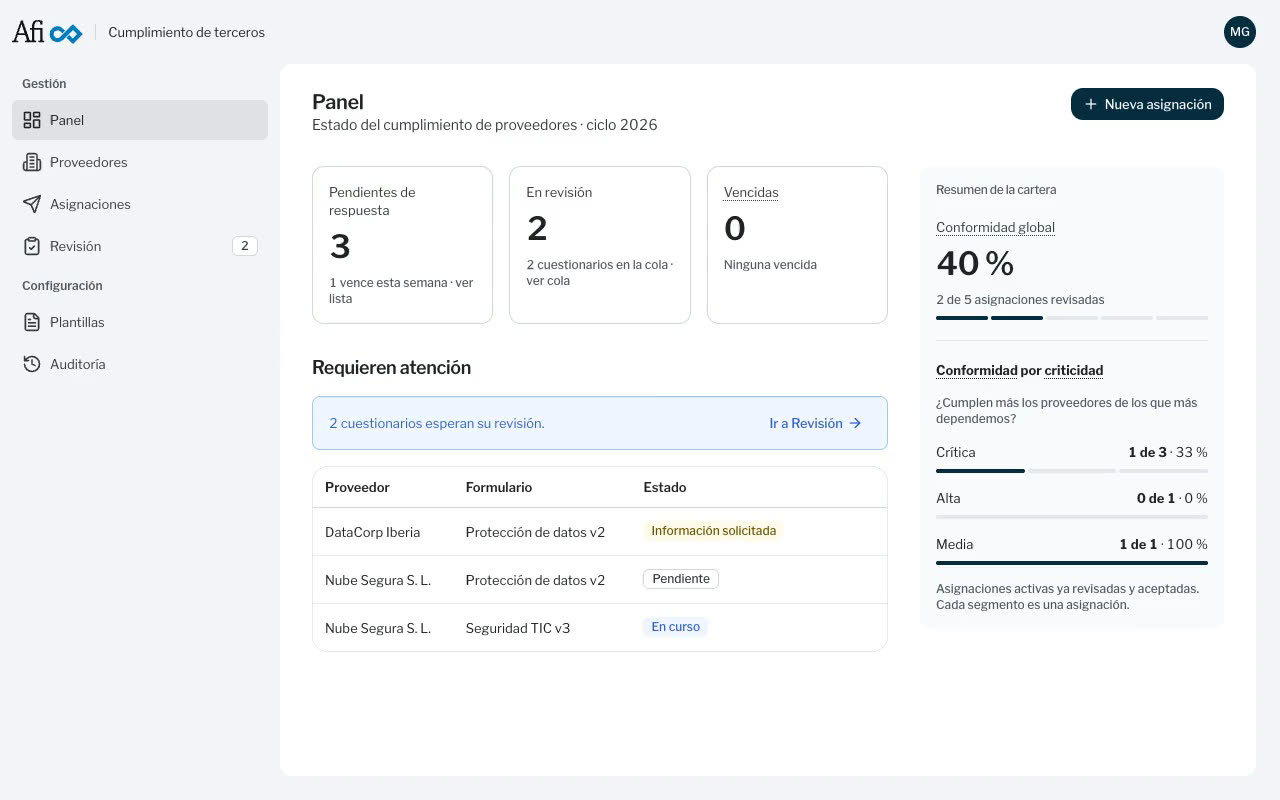 Afi
Cumplimiento de terceros
MG
Gestión
Panel
Proveedores
Asignaciones
Revisión
2
Configuración
Plantillas
Auditoría
Panel
Estado del cumplimiento de proveedores · ciclo 2026
Nueva asignación
Pendientes de
respuesta
3
1 vence esta semana · ver
lista
En revisión
2
2 cuestionarios en la cola ·
ver cola
Vencidas
0
Ninguna vencida
Requieren atención
2 cuestionarios esperan su revisión.
Ir a Revisión
Proveedor Formulario Estado
DataCorp Iberia Protección de datos v2 Información solicitada
Nube Segura S. L. Protección de datos v2 Pendiente
Nube Segura S. L. Seguridad TIC v3 En curso
Resumen de la cartera
Conformidad global
40 %
2 de 5 asignaciones revisadas
Conformidad por criticidad
¿Cumplen más los proveedores de los que más
dependemos?
Crítica 1 de 3 · 33 %
Alta 0 de 1 · 0 %
Media 1 de 1 · 100 %
Asignaciones activas ya revisadas y aceptadas.
Cada segmento es una asignación.